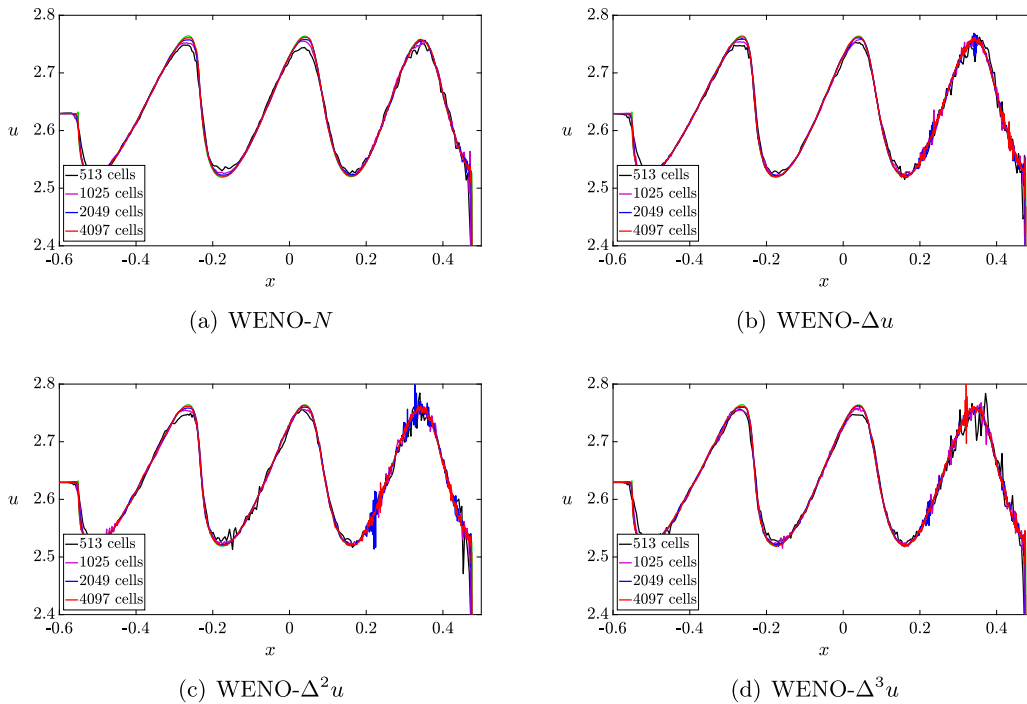 2.8
2.7
u
2.6
513 cells
1025 cells
2.5
2049 cells
4097 cells
2.4
-0.6 -0.4 -0.2 0 0.2 0.4
x
(a) WENO-N
2.8
2.7
u
2.6
513 cells
1025 cells
2.5
2049 cells
4097 cells
2.4
-0.6 -0.4 -0.2 0 0.2 0.4
x
(b) WENO-Δu
2.8
2.7
u
2.6
513 cells
1025 cells
2.5
2049 cells
4097 cells
2.4
-0.6 -0.4 -0.2 0 0.2 0.4
x
(c) WENO-Δ²u
2.8
2.7
u
2.6
513 cells
1025 cells
2.5
2049 cells
4097 cells
2.4
-0.6 -0.4 -0.2 0 0.2 0.4
x
(d) WENO-Δ³u